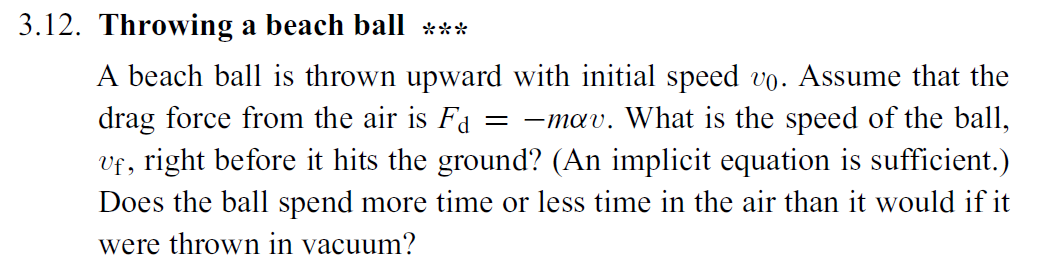 3.12. Throwing a beach ball ***
A beach ball is thrown upward with initial speed v₀. Assume that the
drag force from the air is F_d = −mαv. What is the speed of the ball,
v_f, right before it hits the ground? (An implicit equation is sufficient.)
Does the ball spend more time or less time in the air than it would if it
were thrown in vacuum?